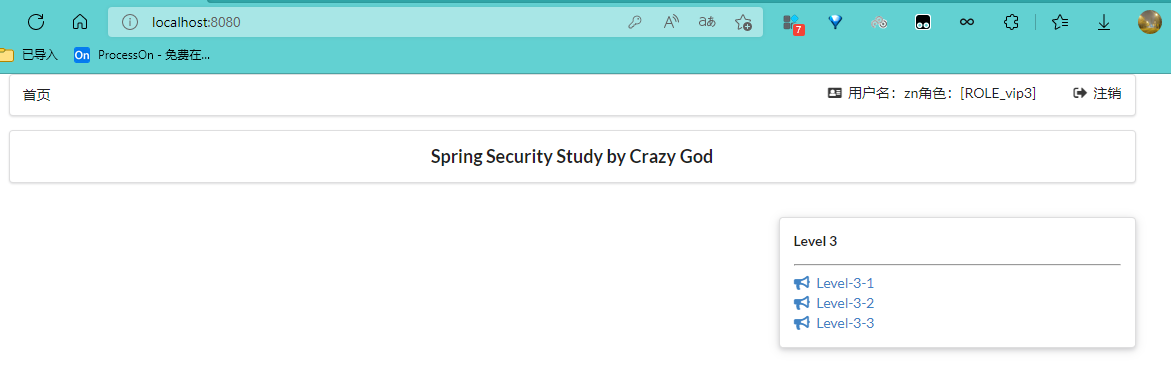 localhost:8080
7
已导入
On ProcessOn - 免费在...
首页
用户名：zn角色：[ROLE_vip3]
注销
Spring Security Study by Crazy God
Level 3
Level-3-1
Level-3-2
Level-3-3